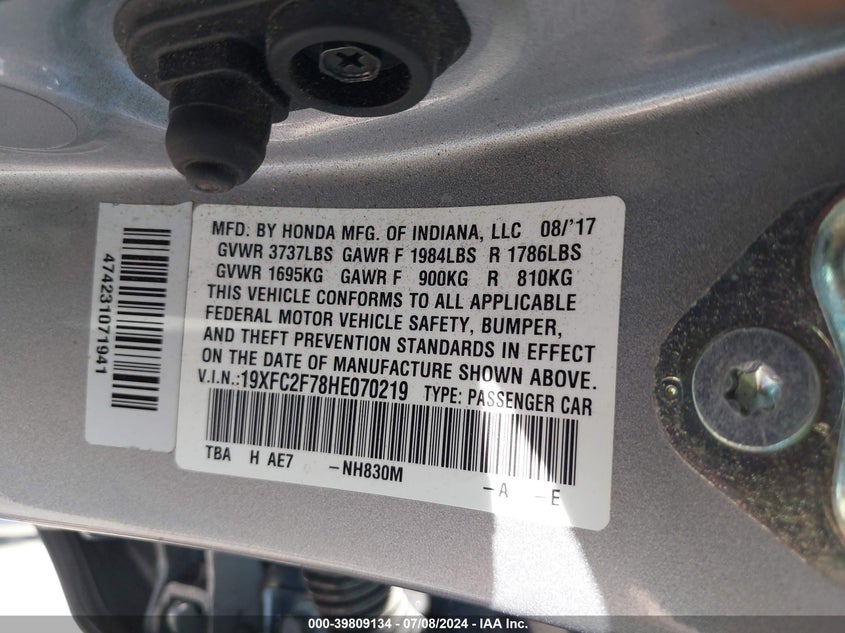 MFD. BY HONDA MFG. OF INDIANA, LLC 08/'17
GVWR 3737LBS GAWR F 1984LBS R 1786LBS
GVWR 1695KG GAWR F 900KG R 810KG
THIS VEHICLE CONFORMS TO ALL APPLICABLE
FEDERAL MOTOR VEHICLE SAFETY, BUMPER,
AND THEFT PREVENTION STANDARDS IN EFFECT
ON THE DATE OF MANUFACTURE SHOWN ABOVE.
V.I.N.:19XFC2F78HE070219 TYPE: PASSENGER CAR
TBA H AE7 -NH830M -A -E
474231071941
000-39809134 - 07/08/2024 - An IAA Inc. Property